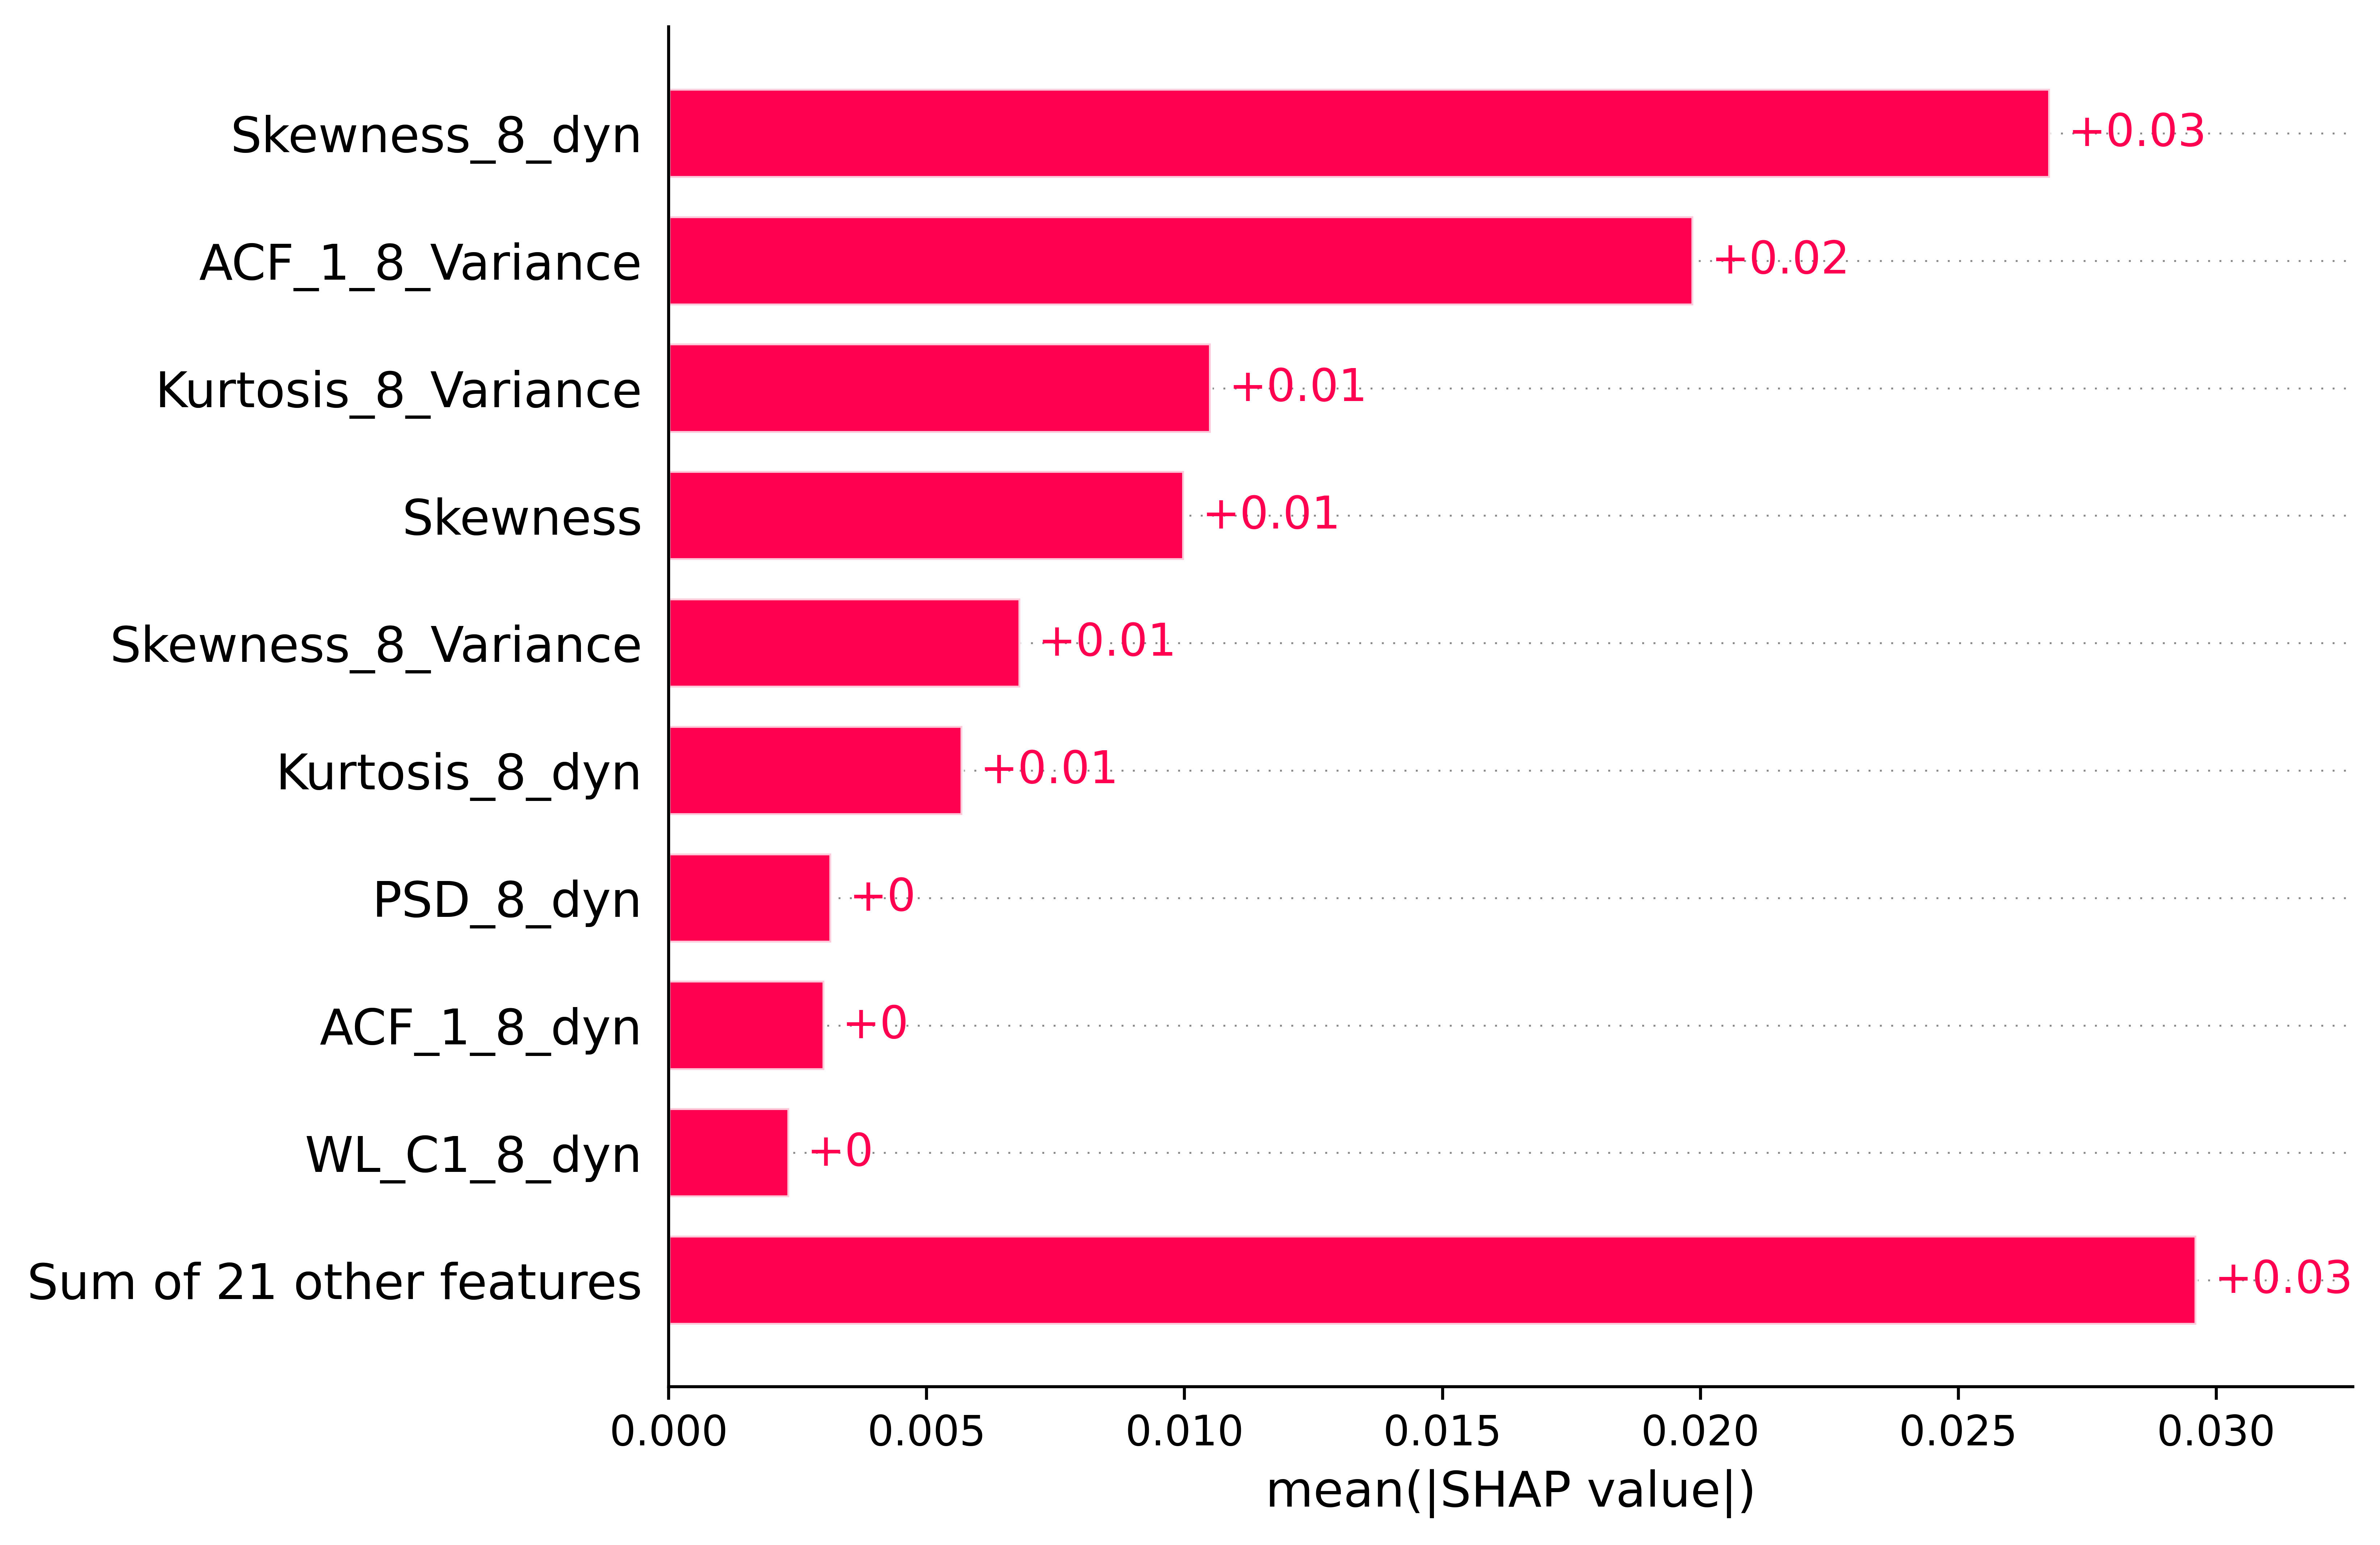 Skewness_8_dyn +0.03
ACF_1_8_Variance +0.02
Kurtosis_8_Variance +0.01
Skewness +0.01
Skewness_8_Variance +0.01
Kurtosis_8_dyn +0.01
PSD_8_dyn +0
ACF_1_8_dyn +0
WL_C1_8_dyn +0
Sum of 21 other features +0.03
0.000 0.005 0.010 0.015 0.020 0.025 0.030
mean(|SHAP value|)